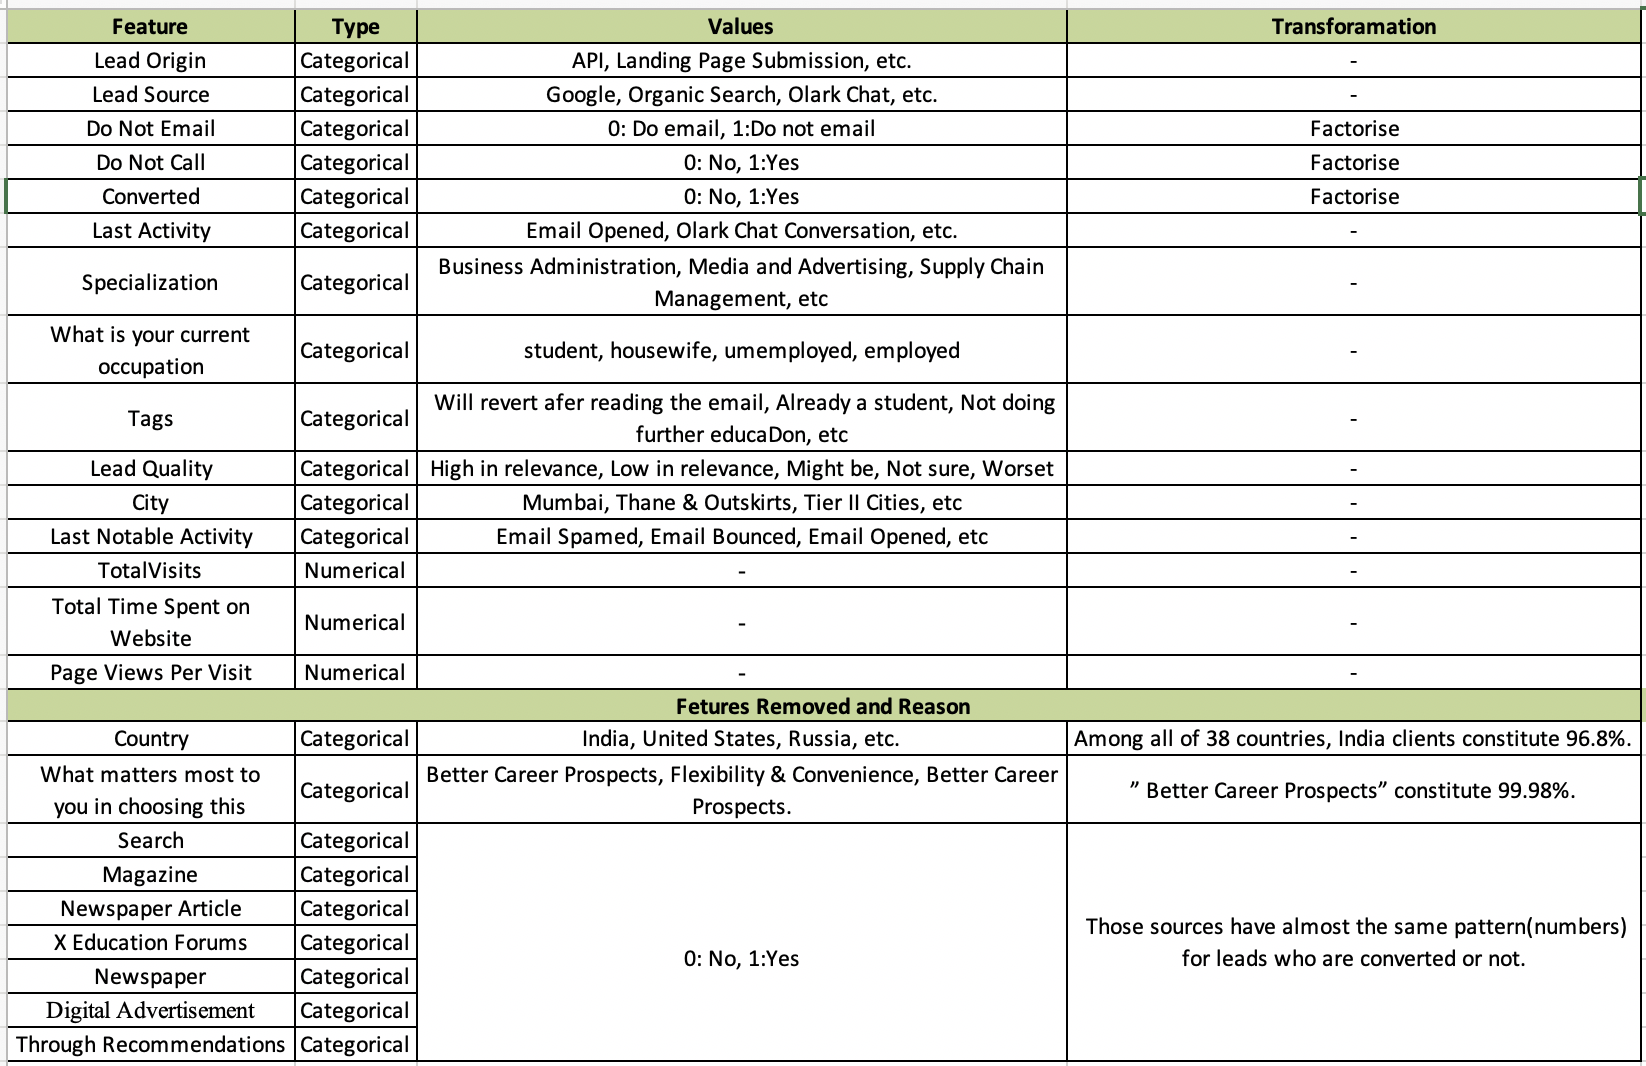 Feature Type Values Transforamation
Lead Origin Categorical API, Landing Page Submission, etc. -
Lead Source Categorical Google, Organic Search, Olark Chat, etc. -
Do Not Email Categorical 0: Do email, 1:Do not email Factorise
Do Not Call Categorical 0: No, 1:Yes Factorise
Converted Categorical 0: No, 1:Yes Factorise
Last Activity Categorical Email Opened, Olark Chat Conversation, etc. -
Specialization Categorical Business Administration, Media and Advertising, Supply Chain
Management, etc -
What is your current
occupation Categorical student, housewife, umemployed, employed -
Tags Categorical Will revert afer reading the email, Already a student, Not doing
further educaDon, etc -
Lead Quality Categorical High in relevance, Low in relevance, Might be, Not sure, Worset -
City Categorical Mumbai, Thane & Outskirts, Tier II Cities, etc -
Last Notable Activity Categorical Email Spamed, Email Bounced, Email Opened, etc -
TotalVisits Numerical - -
Total Time Spent on
Website Numerical - -
Page Views Per Visit Numerical - -
Fetures Removed and Reason
Country Categorical India, United States, Russia, etc. Among all of 38 countries, India clients constitute 96.8%.
What matters most to
you in choosing this Categorical Better Career Prospects, Flexibility & Convenience, Better Career
Prospects. ” Better Career Prospects” constitute 99.98%.
Search Categorical
Magazine Categorical
Newspaper Article Categorical
X Education Forums Categorical
Newspaper Categorical
Digital Advertisement Categorical
Through Recommendations Categorical
0: No, 1:Yes
Those sources have almost the same pattern(numbers)
for leads who are converted or not.